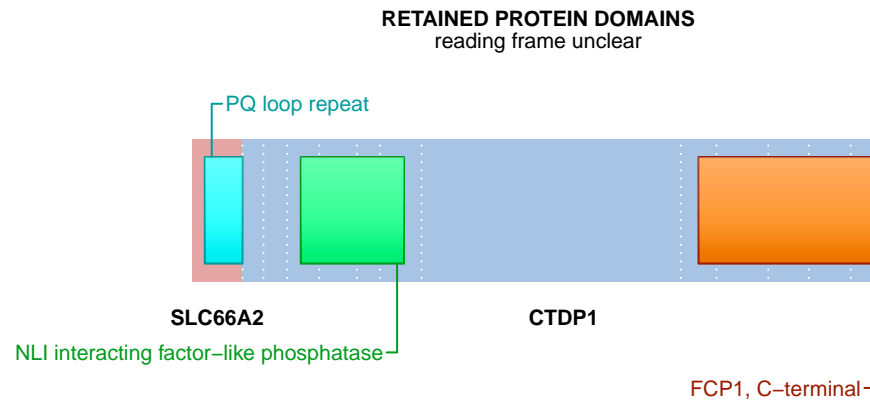 RETAINED PROTEIN DOMAINS
reading frame unclear
PQ loop repeat
SLC66A2
CTDP1
NLI interacting factor−like phosphatase
FCP1, C−terminal